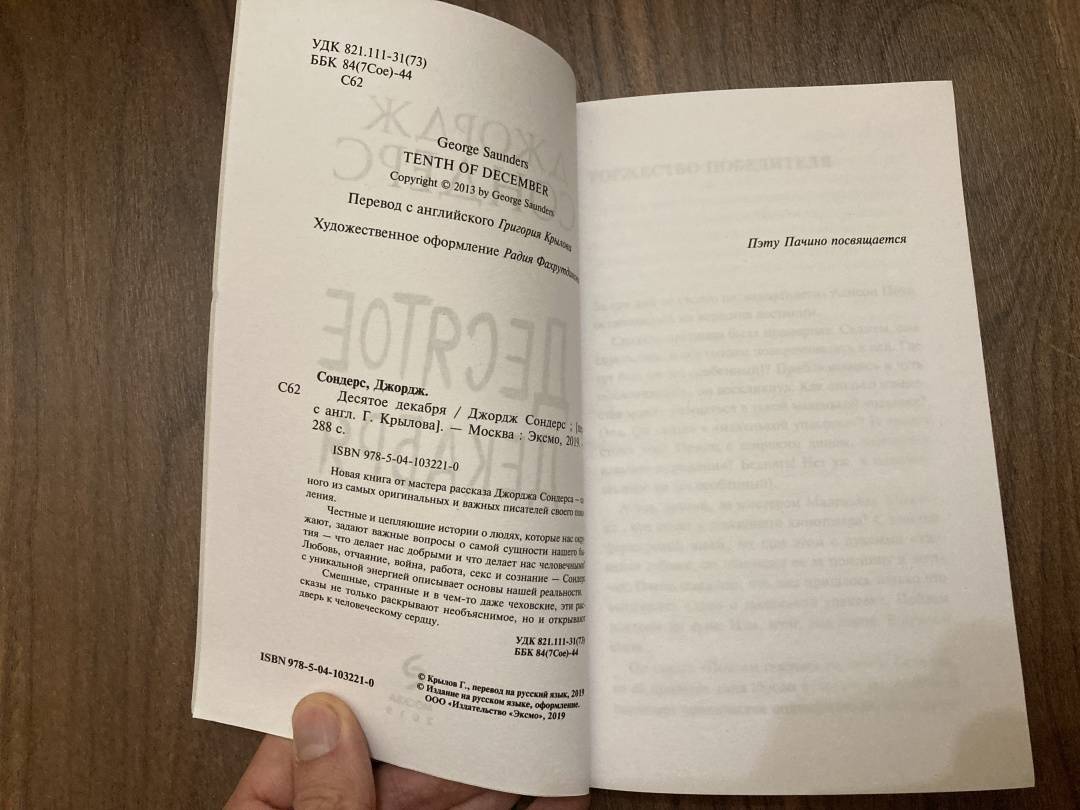 УДК 821.111-31(73)
ББК 84(7Сое)-44
С62
George Saunders
TENTH OF DECEMBER
Copyright © 2013 by George Saunders
Перевод с английского Григория Крылова
Художественное оформление Радия Фахрутдинова
Сондерс, Джордж.
С62 Десятое декабря / Джордж Сондерс ; [пер.
с англ. Г. Крылова]. — Москва : Эксмо, 2019. —
288 с.
ISBN 978-5-04-103221-0
Новая книга от мастера рассказа Джорджа Сондерса – од-
ного из самых оригинальных и важных писателей своего поко-
ления.
Честные и цепляющие истории о людях, которые нас окру-
жают, задают важные вопросы о самой сущности нашего бы-
тия — что делает нас добрыми и что делает нас человечными?
Любовь, отчаяние, война, работа, секс и сознание — Сондерс
с уникальной энергией описывает основы нашей реальности.
Смешные, странные и в чем-то даже чеховские, эти рас-
сказы не только раскрывают необъяснимое, но и открывают
дверь к человеческому сердцу.
УДК 821.111-31(73)
ББК 84(7Сое)-44
© Крылов Г., перевод на русский язык, 2019
© Издание на русском языке, оформление.
ООО «Издательство «Эксмо», 2019
ISBN 978-5-04-103221-0
Пэту Пачино посвящается